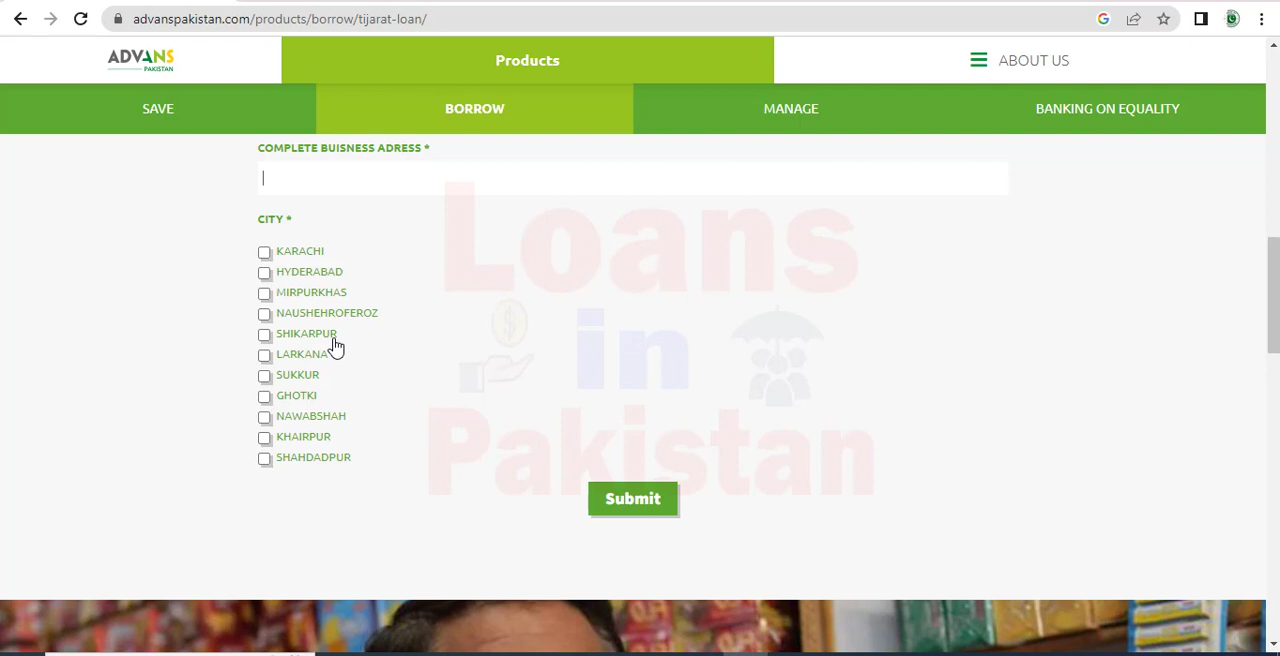 advanspakistan.com/products/borrow/tijarat-loan/
ADVANS
PAKISTAN
Products
ABOUT US
SAVE
BORROW
MANAGE
BANKING ON EQUALITY
COMPLETE BUISNESS ADRESS *
CITY *
KARACHI
HYDERABAD
MIRPURKHAS
NAUSHEHROFEROZ
SHIKARPUR
LARKANA
SUKKUR
GHOTKI
NAWABSHAH
KHAIRPUR
SHAHDADPUR
Loans
in
Pakistan
Submit